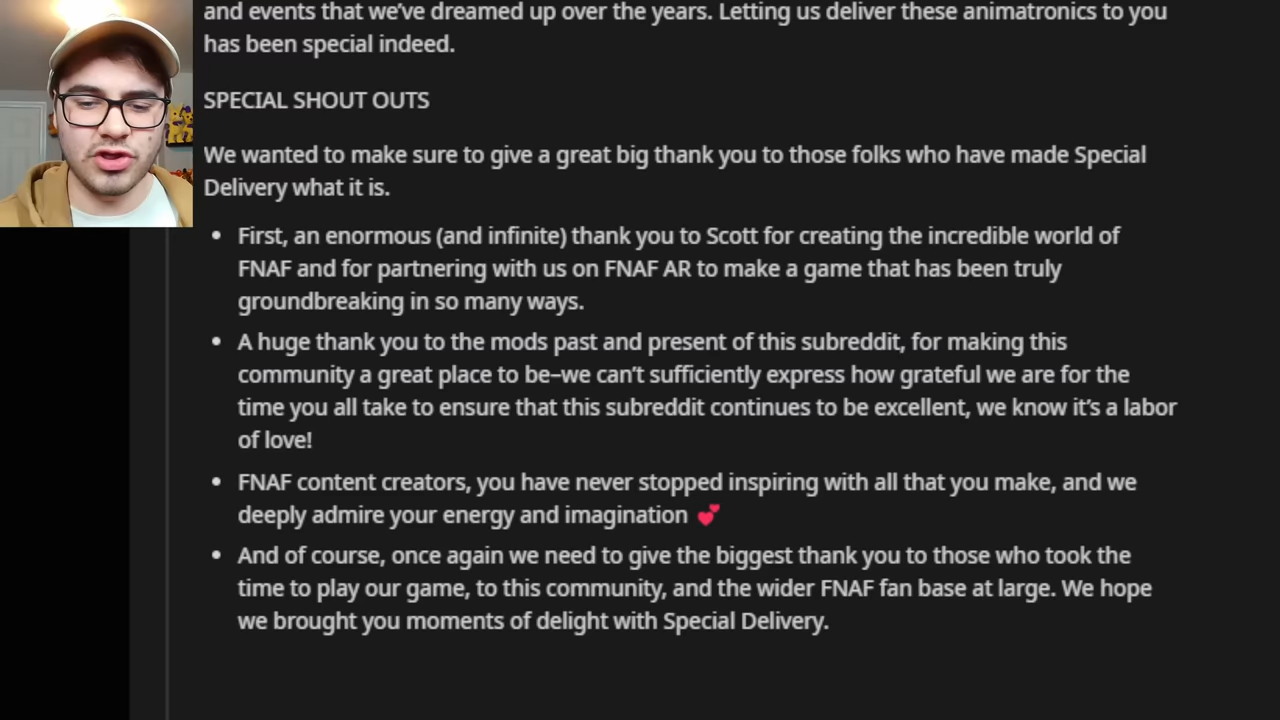 and events that we’ve dreamed up over the years. Letting us deliver these animatronics to you
has been special indeed.
SPECIAL SHOUT OUTS
We wanted to make sure to give a great big thank you to those folks who have made Special
Delivery what it is.
• First, an enormous (and infinite) thank you to Scott for creating the incredible world of
FNAF and for partnering with us on FNAF AR to make a game that has been truly
groundbreaking in so many ways.
• A huge thank you to the mods past and present of this subreddit, for making this
community a great place to be–we can’t sufficiently express how grateful we are for the
time you all take to ensure that this subreddit continues to be excellent, we know it’s a labor
of love!
• FNAF content creators, you have never stopped inspiring with all that you make, and we
deeply admire your energy and imagination 💕
• And of course, once again we need to give the biggest thank you to those who took the
time to play our game, to this community, and the wider FNAF fan base at large. We hope
we brought you moments of delight with Special Delivery.